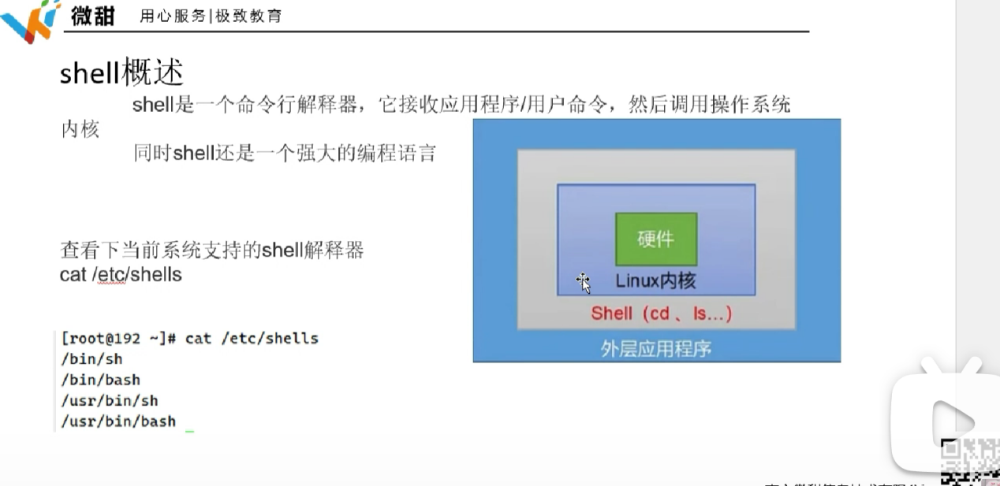 微甜 用心服务|极致教育
shell概述
shell是一个命令行解释器，它接收应用程序/用户命令，然后调用操作系统
内核
同时shell还是一个强大的编程语言
硬件
Linux内核
Shell（cd 、ls...）
外层应用程序
查看下当前系统支持的shell解释器
cat /etc/shells
[root@192 ~]# cat /etc/shells
/bin/sh
/bin/bash
/usr/bin/sh
/usr/bin/bash